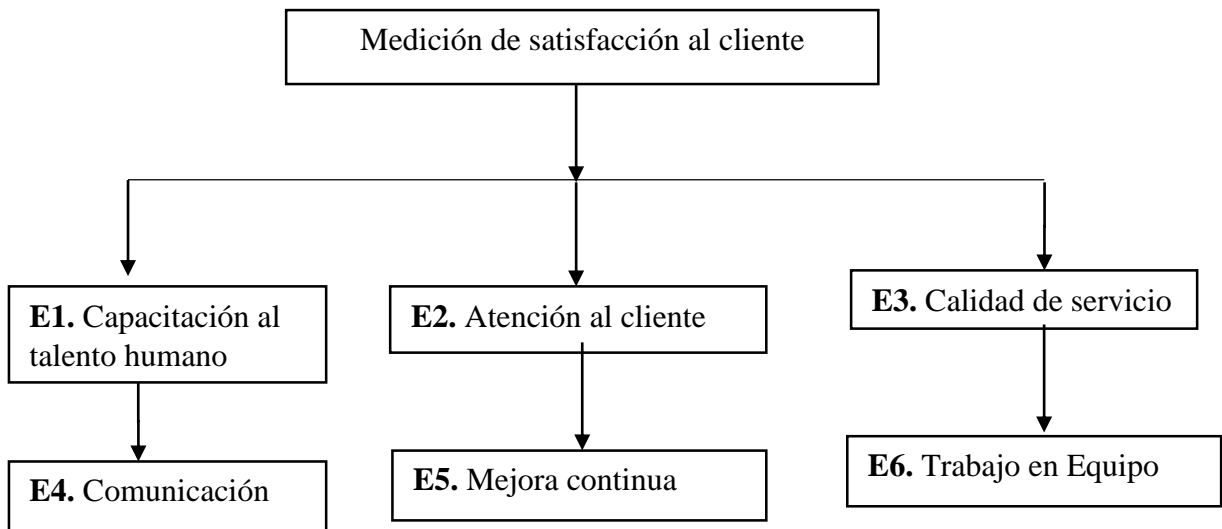 Medición de satisfacción al cliente
E1. Capacitación al
talento humano
E2. Atención al cliente
E3. Calidad de servicio
E4. Comunicación
E5. Mejora continua
E6. Trabajo en Equipo